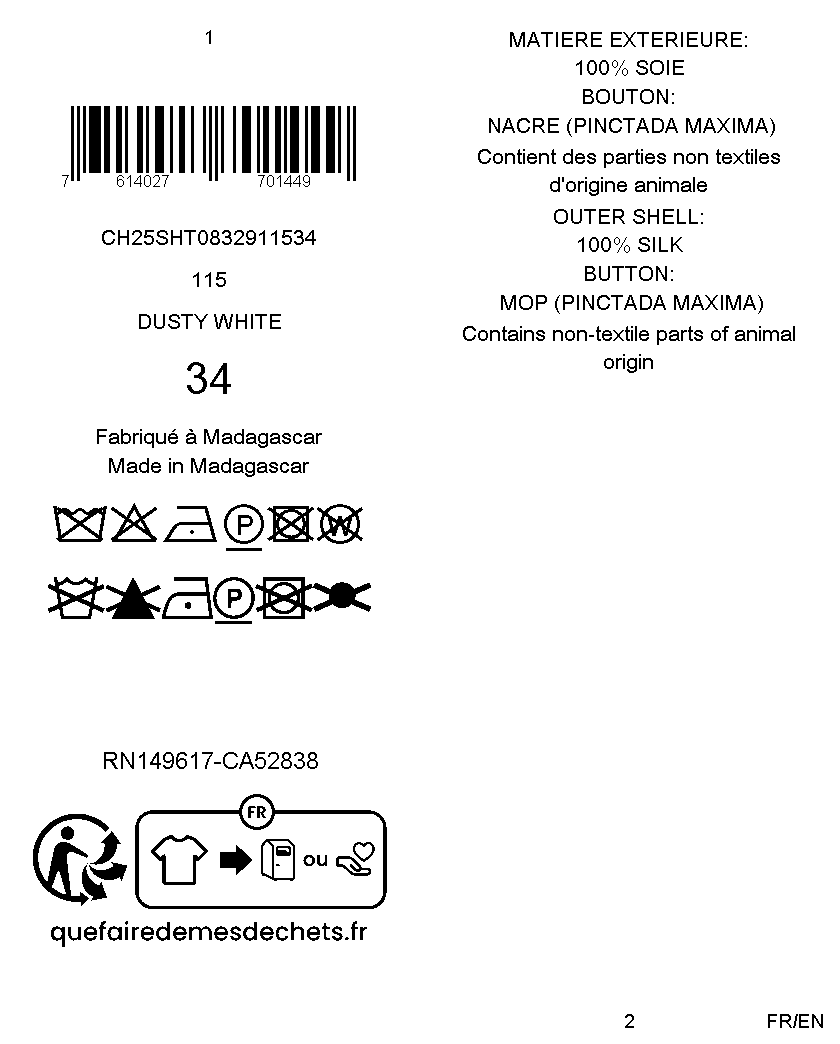 1
7 614027 701449
CH25SHT0832911534
115
DUSTY WHITE
34
Fabriqué à Madagascar
Made in Madagascar
P
W
P
RN149617-CA52838
FR
ou
quefairedemesdechets.fr
MATIERE EXTERIEURE:
100% SOIE
BOUTON:
NACRE (PINCTADA MAXIMA)
Contient des parties non textiles
d'origine animale
OUTER SHELL:
100% SILK
BUTTON:
MOP (PINCTADA MAXIMA)
Contains non-textile parts of animal
origin
2
FR/EN